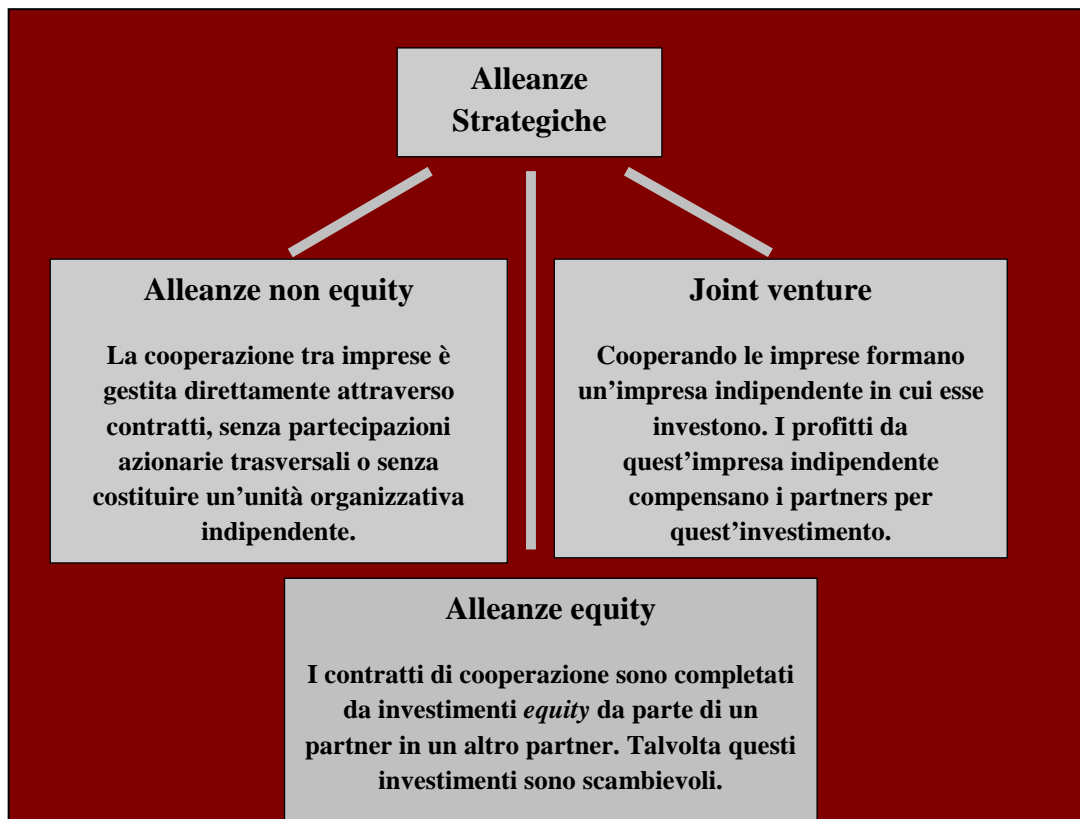 Alleanze
Strategiche
Alleanze non equity
La cooperazione tra imprese è
gestita direttamente attraverso
contratti, senza partecipazioni
azionarie trasversali o senza
costituire un'unità organizzativa
indipendente.
Joint venture
Cooperando le imprese formano
un'impresa indipendente in cui esse
investono. I profitti da
quest'impresa indipendente
compensano i partners per
quest'investimento.
Alleanze equity
I contratti di cooperazione sono completati
da investimenti equity da parte di un
partner in un altro partner. Talvolta questi
investimenti sono scambievoli.